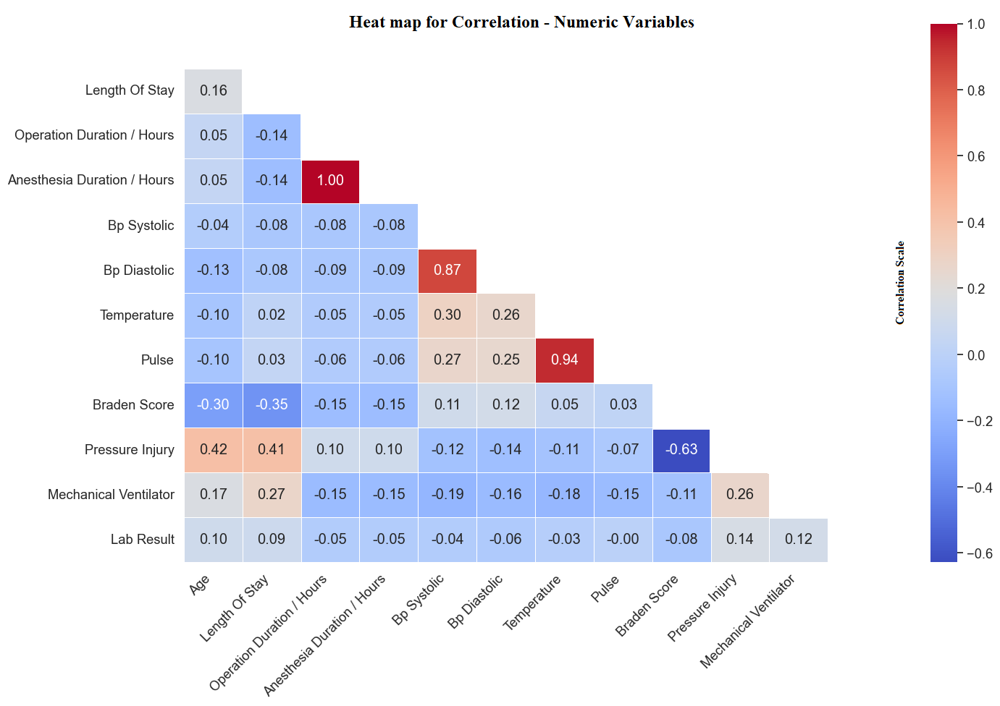 Heat map for Correlation - Numeric Variables
Length Of Stay 0.16
Operation Duration / Hours 0.05 -0.14
Anesthesia Duration / Hours 0.05 -0.14 1.00
Bp Systolic -0.04 -0.08 -0.08 -0.08
Bp Diastolic -0.13 -0.08 -0.09 -0.09 0.87
Temperature -0.10 0.02 -0.05 -0.05 0.30 0.26
Pulse -0.10 0.03 -0.06 -0.06 0.27 0.25 0.94
Braden Score -0.30 -0.35 -0.15 -0.15 0.11 0.12 0.05 0.03
Pressure Injury 0.42 0.41 0.10 0.10 -0.12 -0.14 -0.11 -0.07 -0.63
Mechanical Ventilator 0.17 0.27 -0.15 -0.15 -0.19 -0.16 -0.18 -0.15 -0.11 0.26
Lab Result 0.10 0.09 -0.05 -0.05 -0.04 -0.06 -0.03 -0.00 -0.08 0.14 0.12
Age
Length Of Stay
Operation Duration / Hours
Anesthesia Duration / Hours
Bp Systolic
Bp Diastolic
Temperature
Pulse
Braden Score
Pressure Injury
Mechanical Ventilator
Correlation Scale
1.0
0.8
0.6
0.4
0.2
0.0
−0.2
−0.4
−0.6